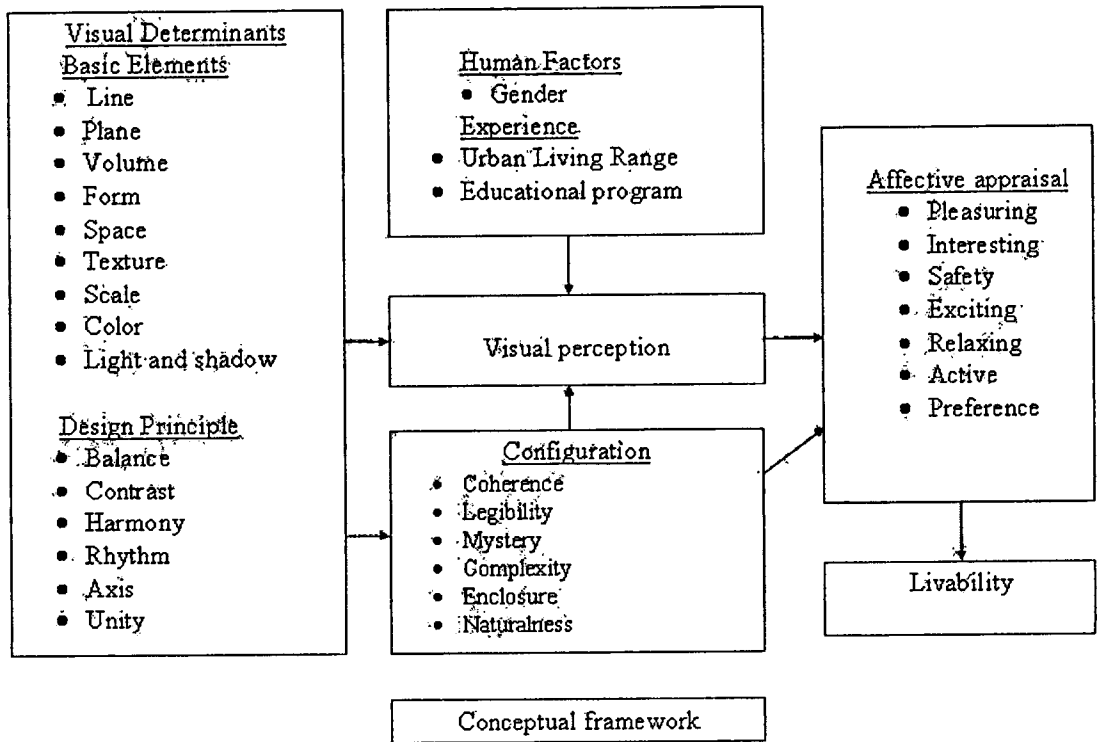 Visual Determinants
Basic Elements
• Line
• Plane
• Volume
• Form
• Space
• Texture
• Scale
• Color
• Light and shadow
Design Principle
• Balance
• Contrast
• Harmony
• Rhythm
• Axis
• Unity
Human Factors
• Gender
Experience
• Urban Living Range
• Educational program
Visual perception
Configuration
• Coherence
• Legibility
• Mystery
• Complexity
• Enclosure
• Naturalness
Affective appraisal
• Pleasuring
• Interesting
• Safety
• Exciting
• Relaxing
• Active
• Preference
Livability
Conceptual framework